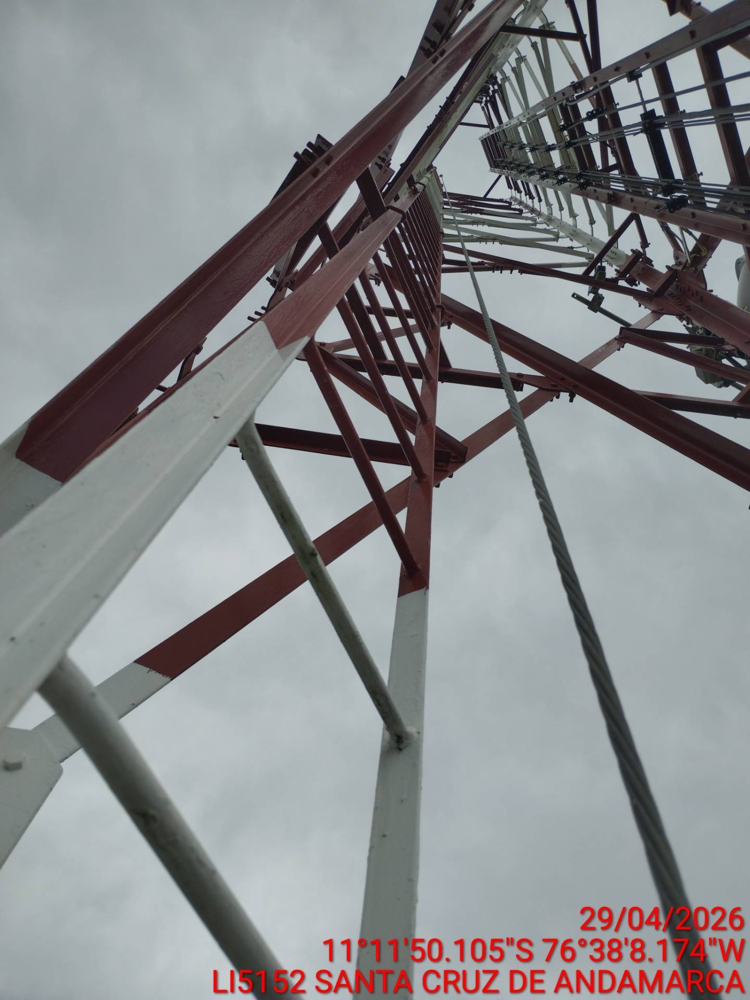 29/04/2026
11°11'50.105"S 76°38'8.174"W
LI5152 SANTA CRUZ DE ANDAMARCA